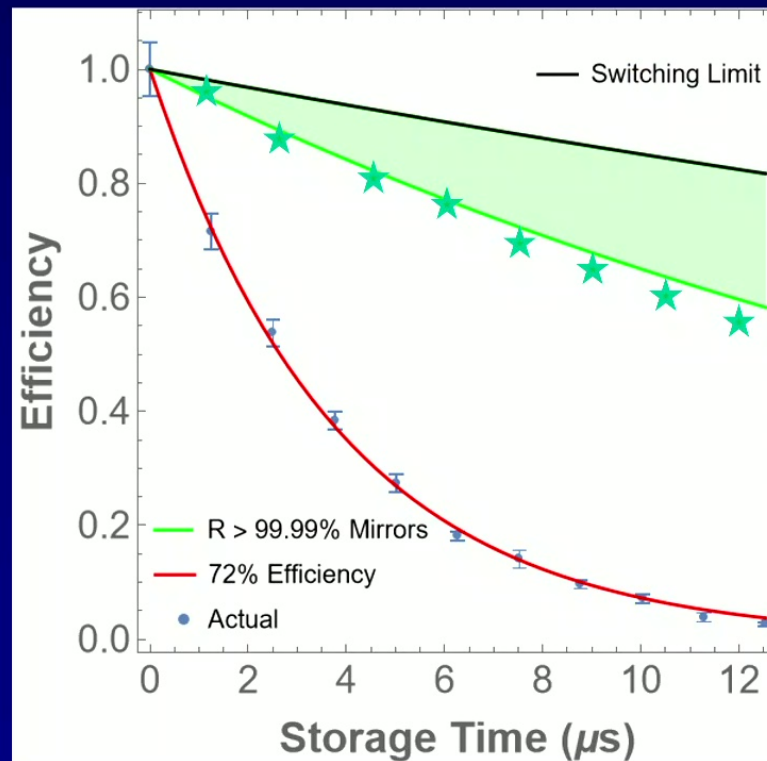 1.0
0.8
0.6
0.4
0.2
0.0
Efficiency
Switching Limit
R > 99.99% Mirrors
72% Efficiency
Actual
0 2 4 6 8 10 12
Storage Time (μs)